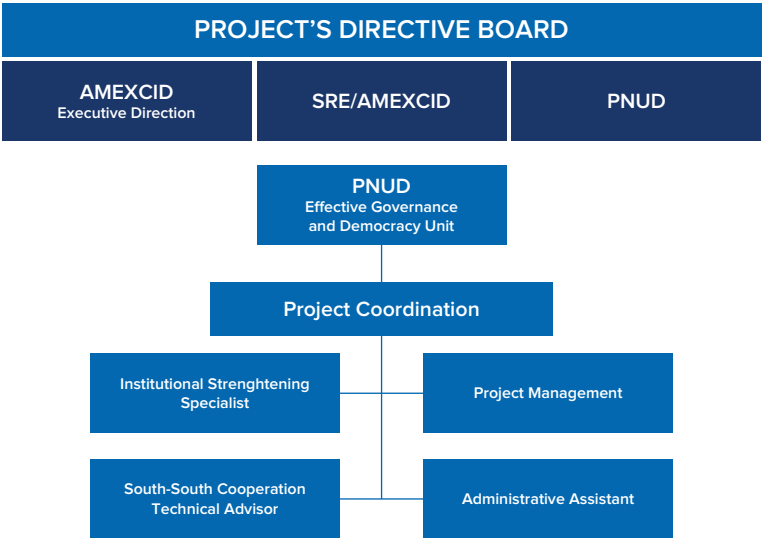 PROJECT’S DIRECTIVE BOARD
AMEXCID
Executive Direction
SRE/AMEXCID
PNUD
PNUD
Effective Governance
and Democracy Unit
Project Coordination
Institutional Strenghtening
Specialist
Project Management
South-South Cooperation
Technical Advisor
Administrative Assistant